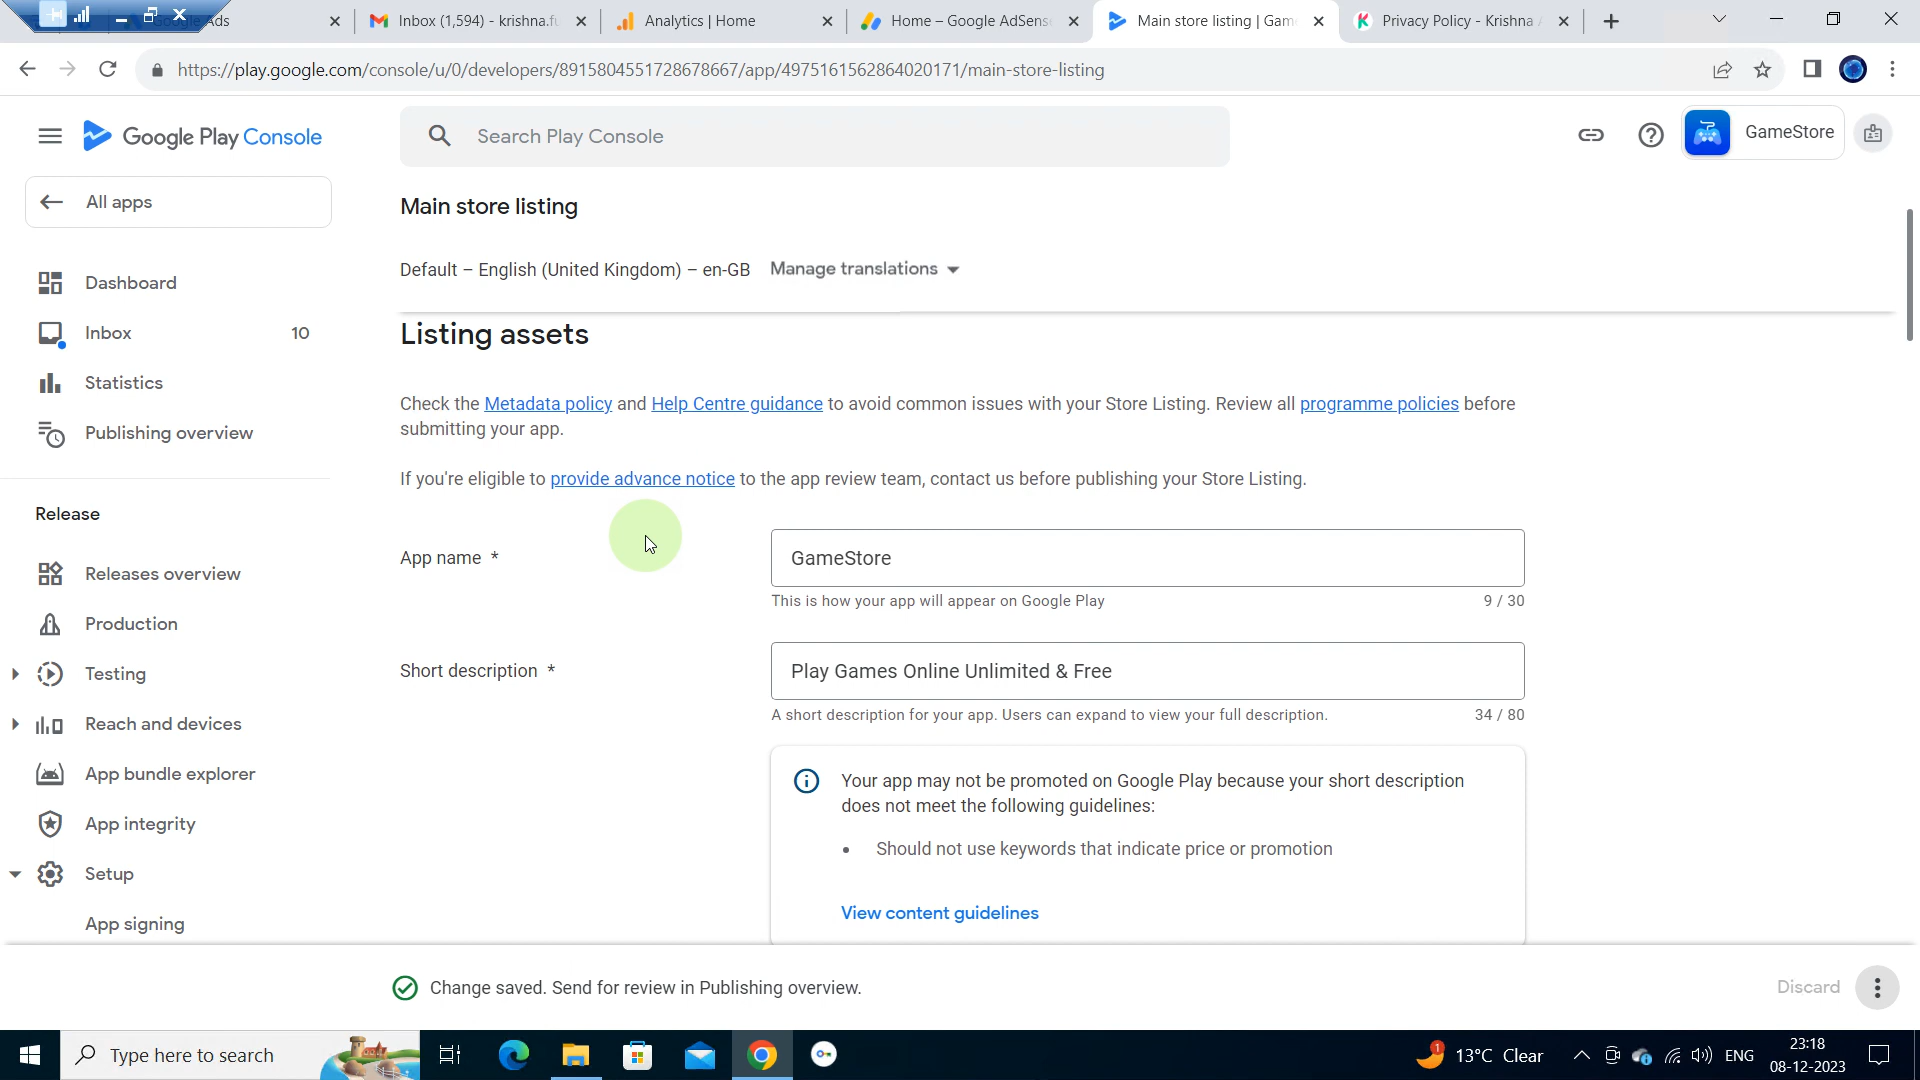 Ads
Inbox (1,594) - krishna.fu
Analytics | Home
Home – Google AdSense
Main store listing | Gam
Privacy Policy - Krishna A
https://play.google.com/console/u/0/developers/8915804551728678667/app/4975161562864020171/main-store-listing
Google Play Console
Search Play Console
GameStore
All apps
Main store listing
Default – English (United Kingdom) – en-GB
Manage translations
Dashboard
Inbox
10
Statistics
Publishing overview
Release
Releases overview
Production
Testing
Reach and devices
App bundle explorer
App integrity
Setup
App signing
Listing assets
Check the Metadata policy and Help Centre guidance to avoid common issues with your Store Listing. Review all programme policies before
submitting your app.
If you're eligible to provide advance notice to the app review team, contact us before publishing your Store Listing.
App name *
GameStore
This is how your app will appear on Google Play
9 / 30
Short description *
Play Games Online Unlimited & Free
A short description for your app. Users can expand to view your full description.
34 / 80
Your app may not be promoted on Google Play because your short description
does not meet the following guidelines:
• Should not use keywords that indicate price or promotion
View content guidelines
Change saved. Send for review in Publishing overview.
Discard
Type here to search
1
13°C Clear
ENG
23:18
08-12-2023